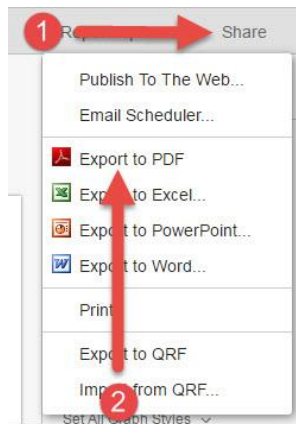 1
Share
Publish To The Web...
Email Scheduler...
Export to PDF
Export to Excel...
Export to PowerPoint...
Export to Word...
Print
Export to QRF
Import from QRF...
2
Set All Graph Styles